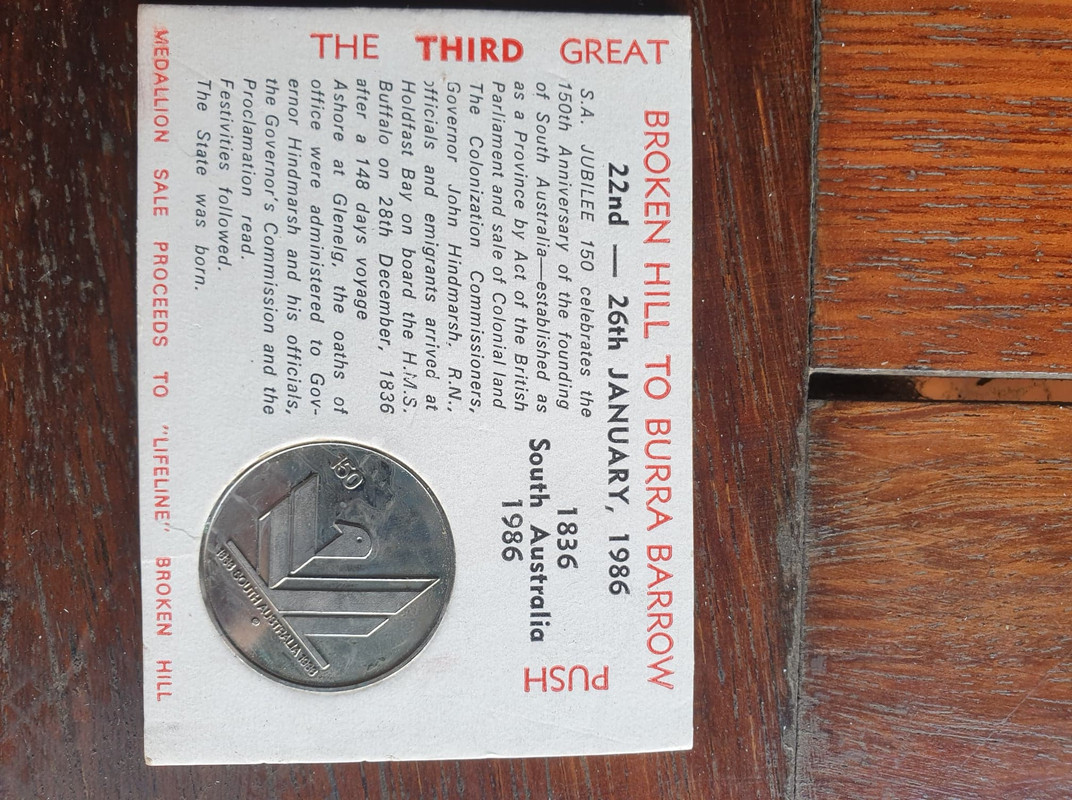 BROKEN HILL TO BURRA BARROW
22nd — 26th JANUARY, 1986
THE THIRD GREAT
PUSH
S.A. JUBILEE 150 celebrates the
150th Anniversary of the founding
of South Australia—established as
as a Province by Act of the British
Parliament and sale of Colonial land
The Colonization Commissioners,
Governor John Hindmarsh, R.N.,
officials and emigrants arrived at
Holdfast Bay on board the H.M.S.
Buffalo on 28th December, 1836
after a 148 days voyage
Ashore at Glenelg, the oaths of
office were administered to Gov-
ernor Hindmarsh and his officials,
the Governor's Commission and the
Proclamation read.
Festivities followed.
The State was born.
1836
South Australia
1986
150
1836 SOUTH AUSTRALIA 1986
©
MEDALLION SALE PROCEEDS TO "LIFELINE" BROKEN HILL